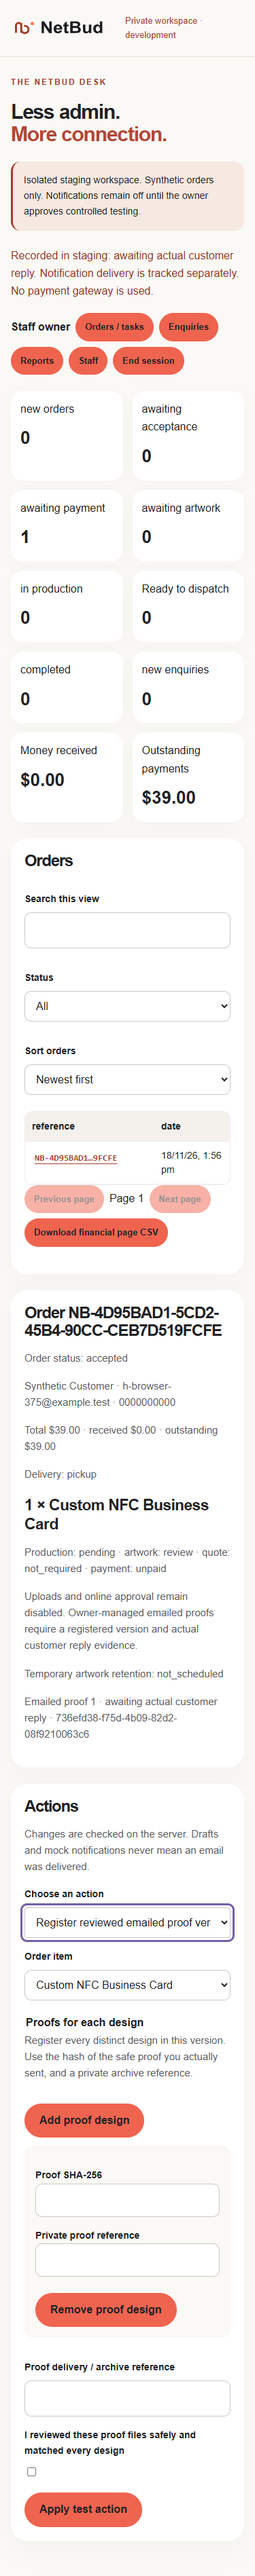 NetBud
Private workspace ·
development
THE NETBUD DESK
Less admin.
More connection.
Isolated staging workspace. Synthetic orders
only. Notifications remain off until the owner
approves controlled testing.
Recorded in staging: awaiting actual customer
reply. Notification delivery is tracked separately.
No payment gateway is used.
Staff owner
Orders / tasks
Enquiries
Reports
Staff
End session
new orders
0
awaiting
acceptance
0
awaiting payment
1
awaiting artwork
0
in production
0
Ready to dispatch
0
completed
0
new enquiries
0
Money received
$0.00
Outstanding
payments
$39.00
Orders
Search this view
Status
All
Sort orders
Newest first
reference
date
NB-4D95BAD1…9FCFE
18/11/26, 1:56
pm
Previous page
Page 1
Next page
Download financial page CSV
Order NB-4D95BAD1-5CD2-
45B4-90CC-CEB7D519FCFE
Order status: accepted
Synthetic Customer · h-browser-
375@example.test · 0000000000
Total $39.00 · received $0.00 · outstanding
$39.00
Delivery: pickup
1 × Custom NFC Business
Card
Production: pending · artwork: review · quote:
not_required · payment: unpaid
Uploads and online approval remain
disabled. Owner-managed emailed proofs
require a registered version and actual
customer reply evidence.
Temporary artwork retention: not_scheduled
Emailed proof 1 · awaiting actual customer
reply · 736efd38-f75d-4b09-82d2-
08f9210063c6
Actions
Changes are checked on the server. Drafts
and mock notifications never mean an email
was delivered.
Choose an action
Register reviewed emailed proof ver
Order item
Custom NFC Business Card
Proofs for each design
Register every distinct design in this version.
Use the hash of the safe proof you actually
sent, and a private archive reference.
Add proof design
Proof SHA-256
Private proof reference
Remove proof design
Proof delivery / archive reference
I reviewed these proof files safely and
matched every design
Apply test action